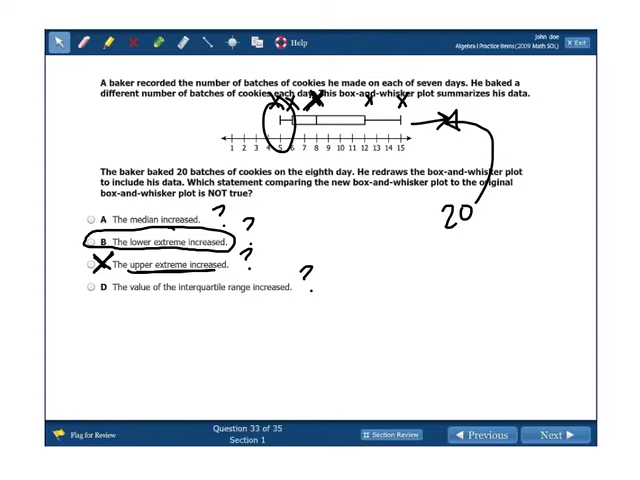 john doe
Algebra I Practice Items (2009 Math SOL)
Exit
Help
A baker recorded the number of batches of cookies he made on each of seven days. He baked a
different number of batches of cookies each day. This box-and-whisker plot summarizes his data.
1 2 3 4 5 6 7 8 9 10 11 12 13 14 15
The baker baked 20 batches of cookies on the eighth day. He redraws the box-and-whisker plot
to include his data. Which statement comparing the new box-and-whisker plot to the original
box-and-whisker plot is NOT true?
20
A The median increased. ?
B The lower extreme increased. ?
The upper extreme increased. ?
D The value of the interquartile range increased. ?
Flag for Review
Question 33 of 35
Section 1
Section Review
Previous
Next